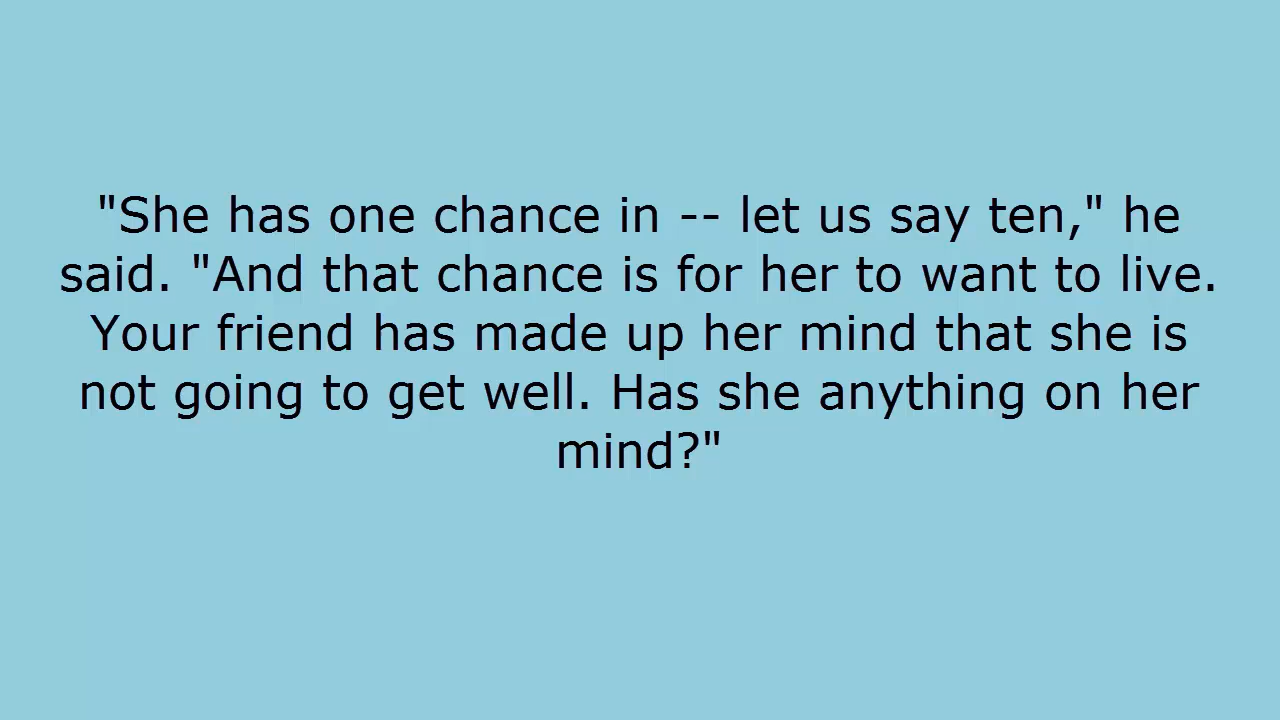 "She has one chance in -- let us say ten," he
said. "And that chance is for her to want to live.
Your friend has made up her mind that she is
not going to get well. Has she anything on her
mind?"